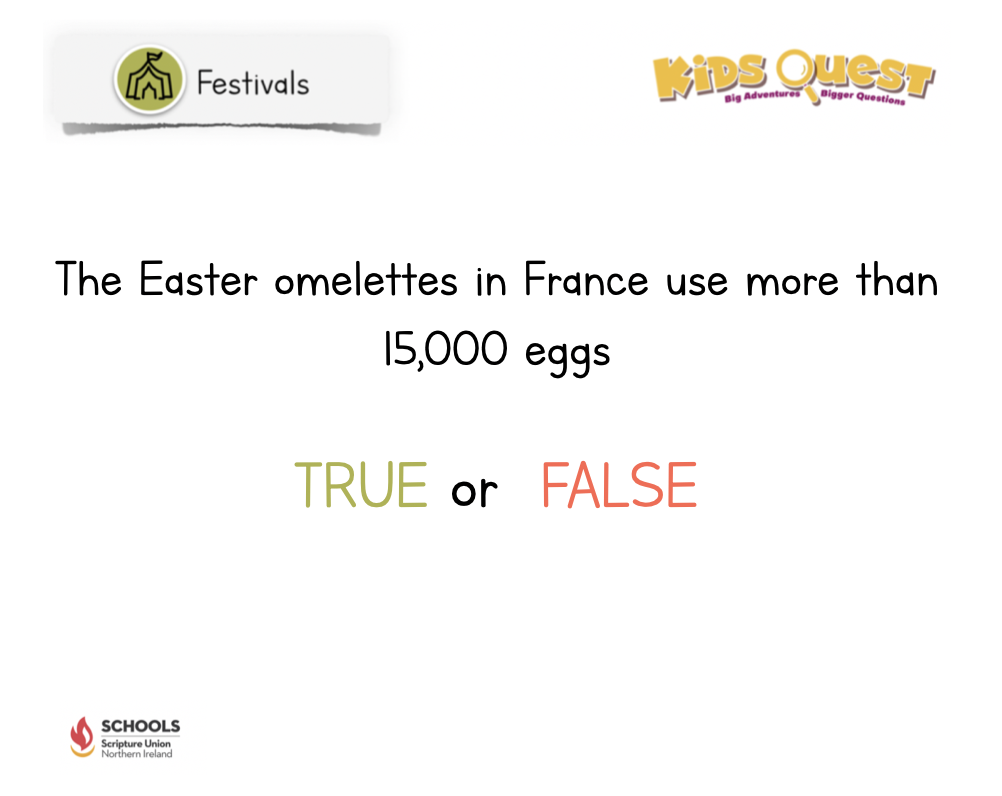 Festivals
KiDS QUEST
Big Adventures Bigger Questions
The Easter omelettes in France use more than
15,000 eggs
TRUE or FALSE
SCHOOLS
Scripture Union
Northern Ireland